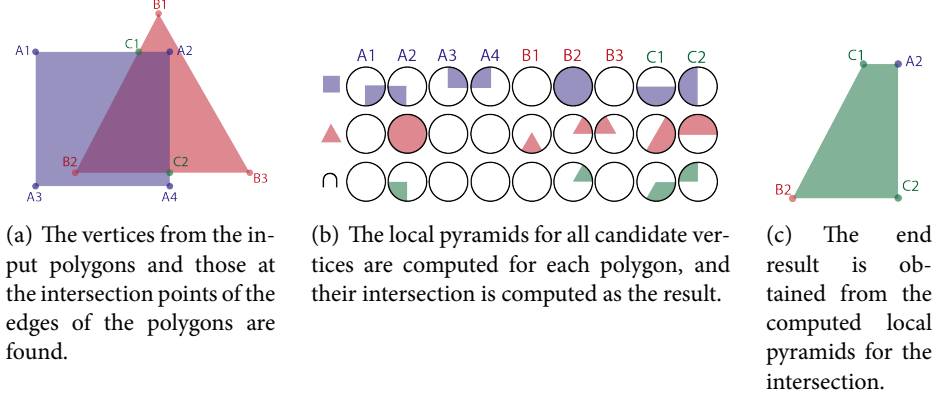 B1
A1
C1
A2
B2
C2
B3
A3
A4
A1 A2 A3 A4 B1 B2 B3 C1 C2
∩
C1
A2
B2
C2
(a) The vertices from the in-
put polygons and those at
the intersection points of the
edges of the polygons are
found.
(b) The local pyramids for all candidate ver-
tices are computed for each polygon, and
their intersection is computed as the result.
(c) The end
result is ob-
tained from the
computed local
pyramids for the
intersection.